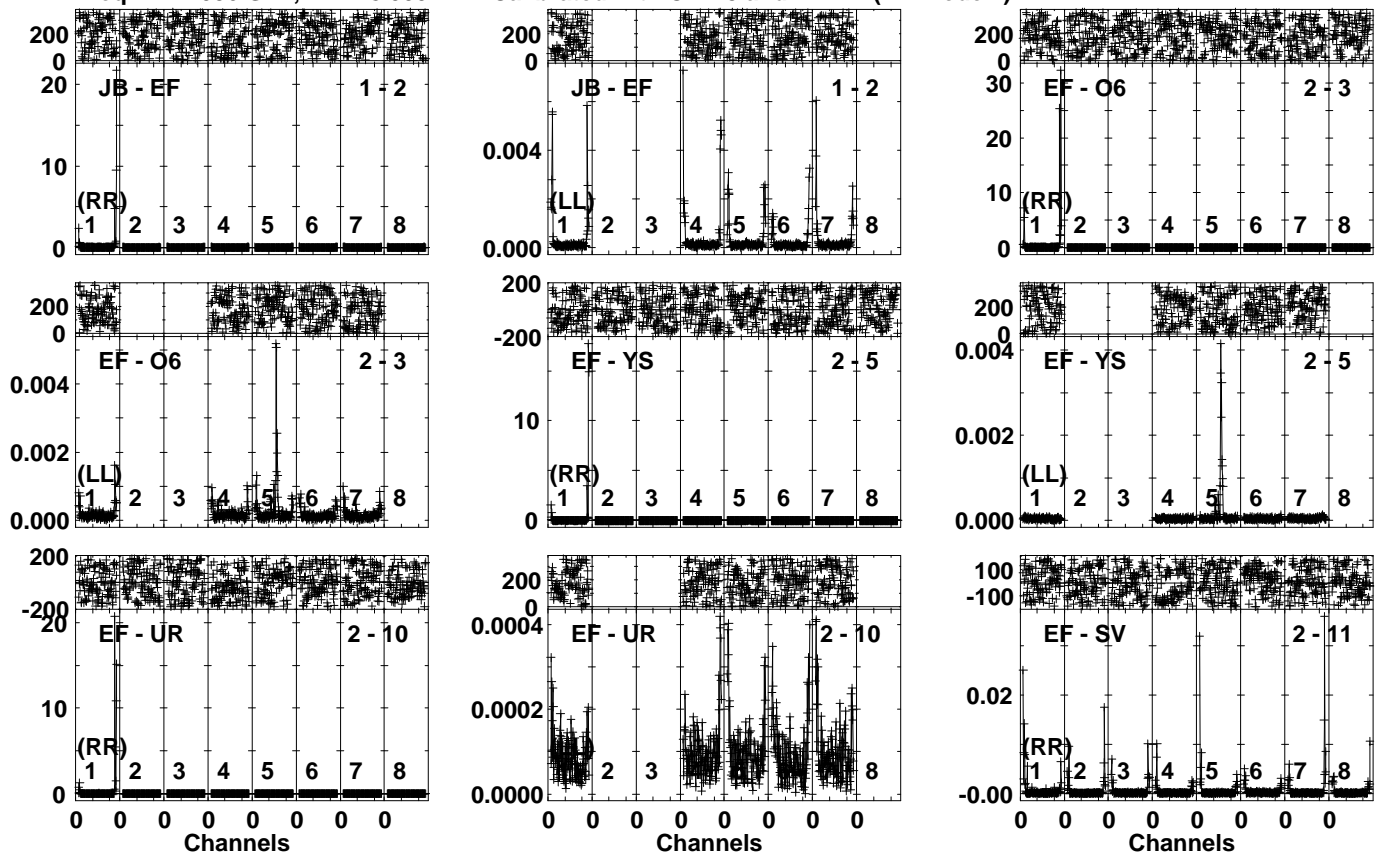 200
0
20
10
0
JB - EF 1 - 2
(RR)
1 2 3 4 5 6 7 8
200
0
0.004
0.000
JB - EF 1 - 2
(LL)
1 2 3 4 5 6 7 8
200
0
30
20
10
0
EF - O6 2 - 3
(RR)
1 2 3 4 5 6 7 8
200
0
0.004
0.002
0.000
EF - O6 2 - 3
(LL)
1 2 3 4 5 6 7 8
200
-200
10
0
EF - YS 2 - 5
(RR)
1 2 3 4 5 6 7 8
200
0
0.004
0.002
0.000
EF - YS 2 - 5
(LL)
1 2 3 4 5 6 7 8
200
-200
20
10
0
EF - UR 2 - 10
(RR)
1 2 3 4 5 6 7 8
0 0 0 0 0 0 0 0
Channels
200
0
0.0004
0.0002
0.0000
EF - UR 2 - 10
2 3 8
0 0 0 0 0 0 0 0
Channels
100
-100
0.02
-0.00
EF - SV 2 - 11
(RR)
1 2 3 4 5 6 7 8
0 0 0 0 0 0 0 0
Channels